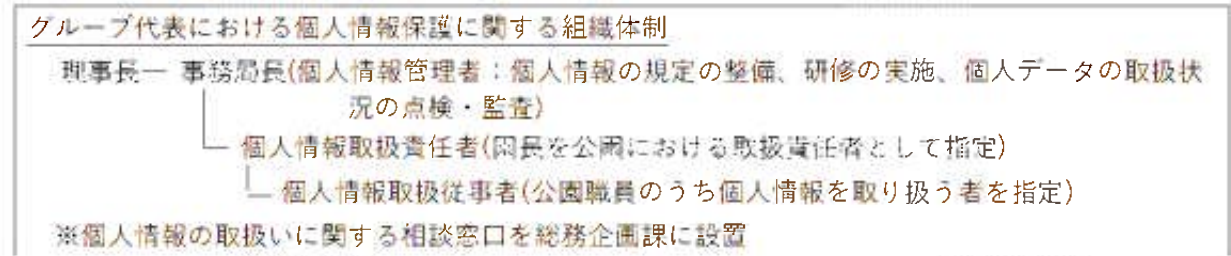 グループ代表における個人情報保護に関する組織体制
理事長─ 事務局長(個人情報管理者：個人情報の規定の整備、研修の実施、個人データの取扱状
況の点検・監査)
個人情報取扱責任者(園長を公園における取扱責任者として指定)
個人情報取扱従事者(公園職員のうち個人情報を取り扱う者を指定)
※個人情報の取扱いに関する相談窓口を総務企画課に設置